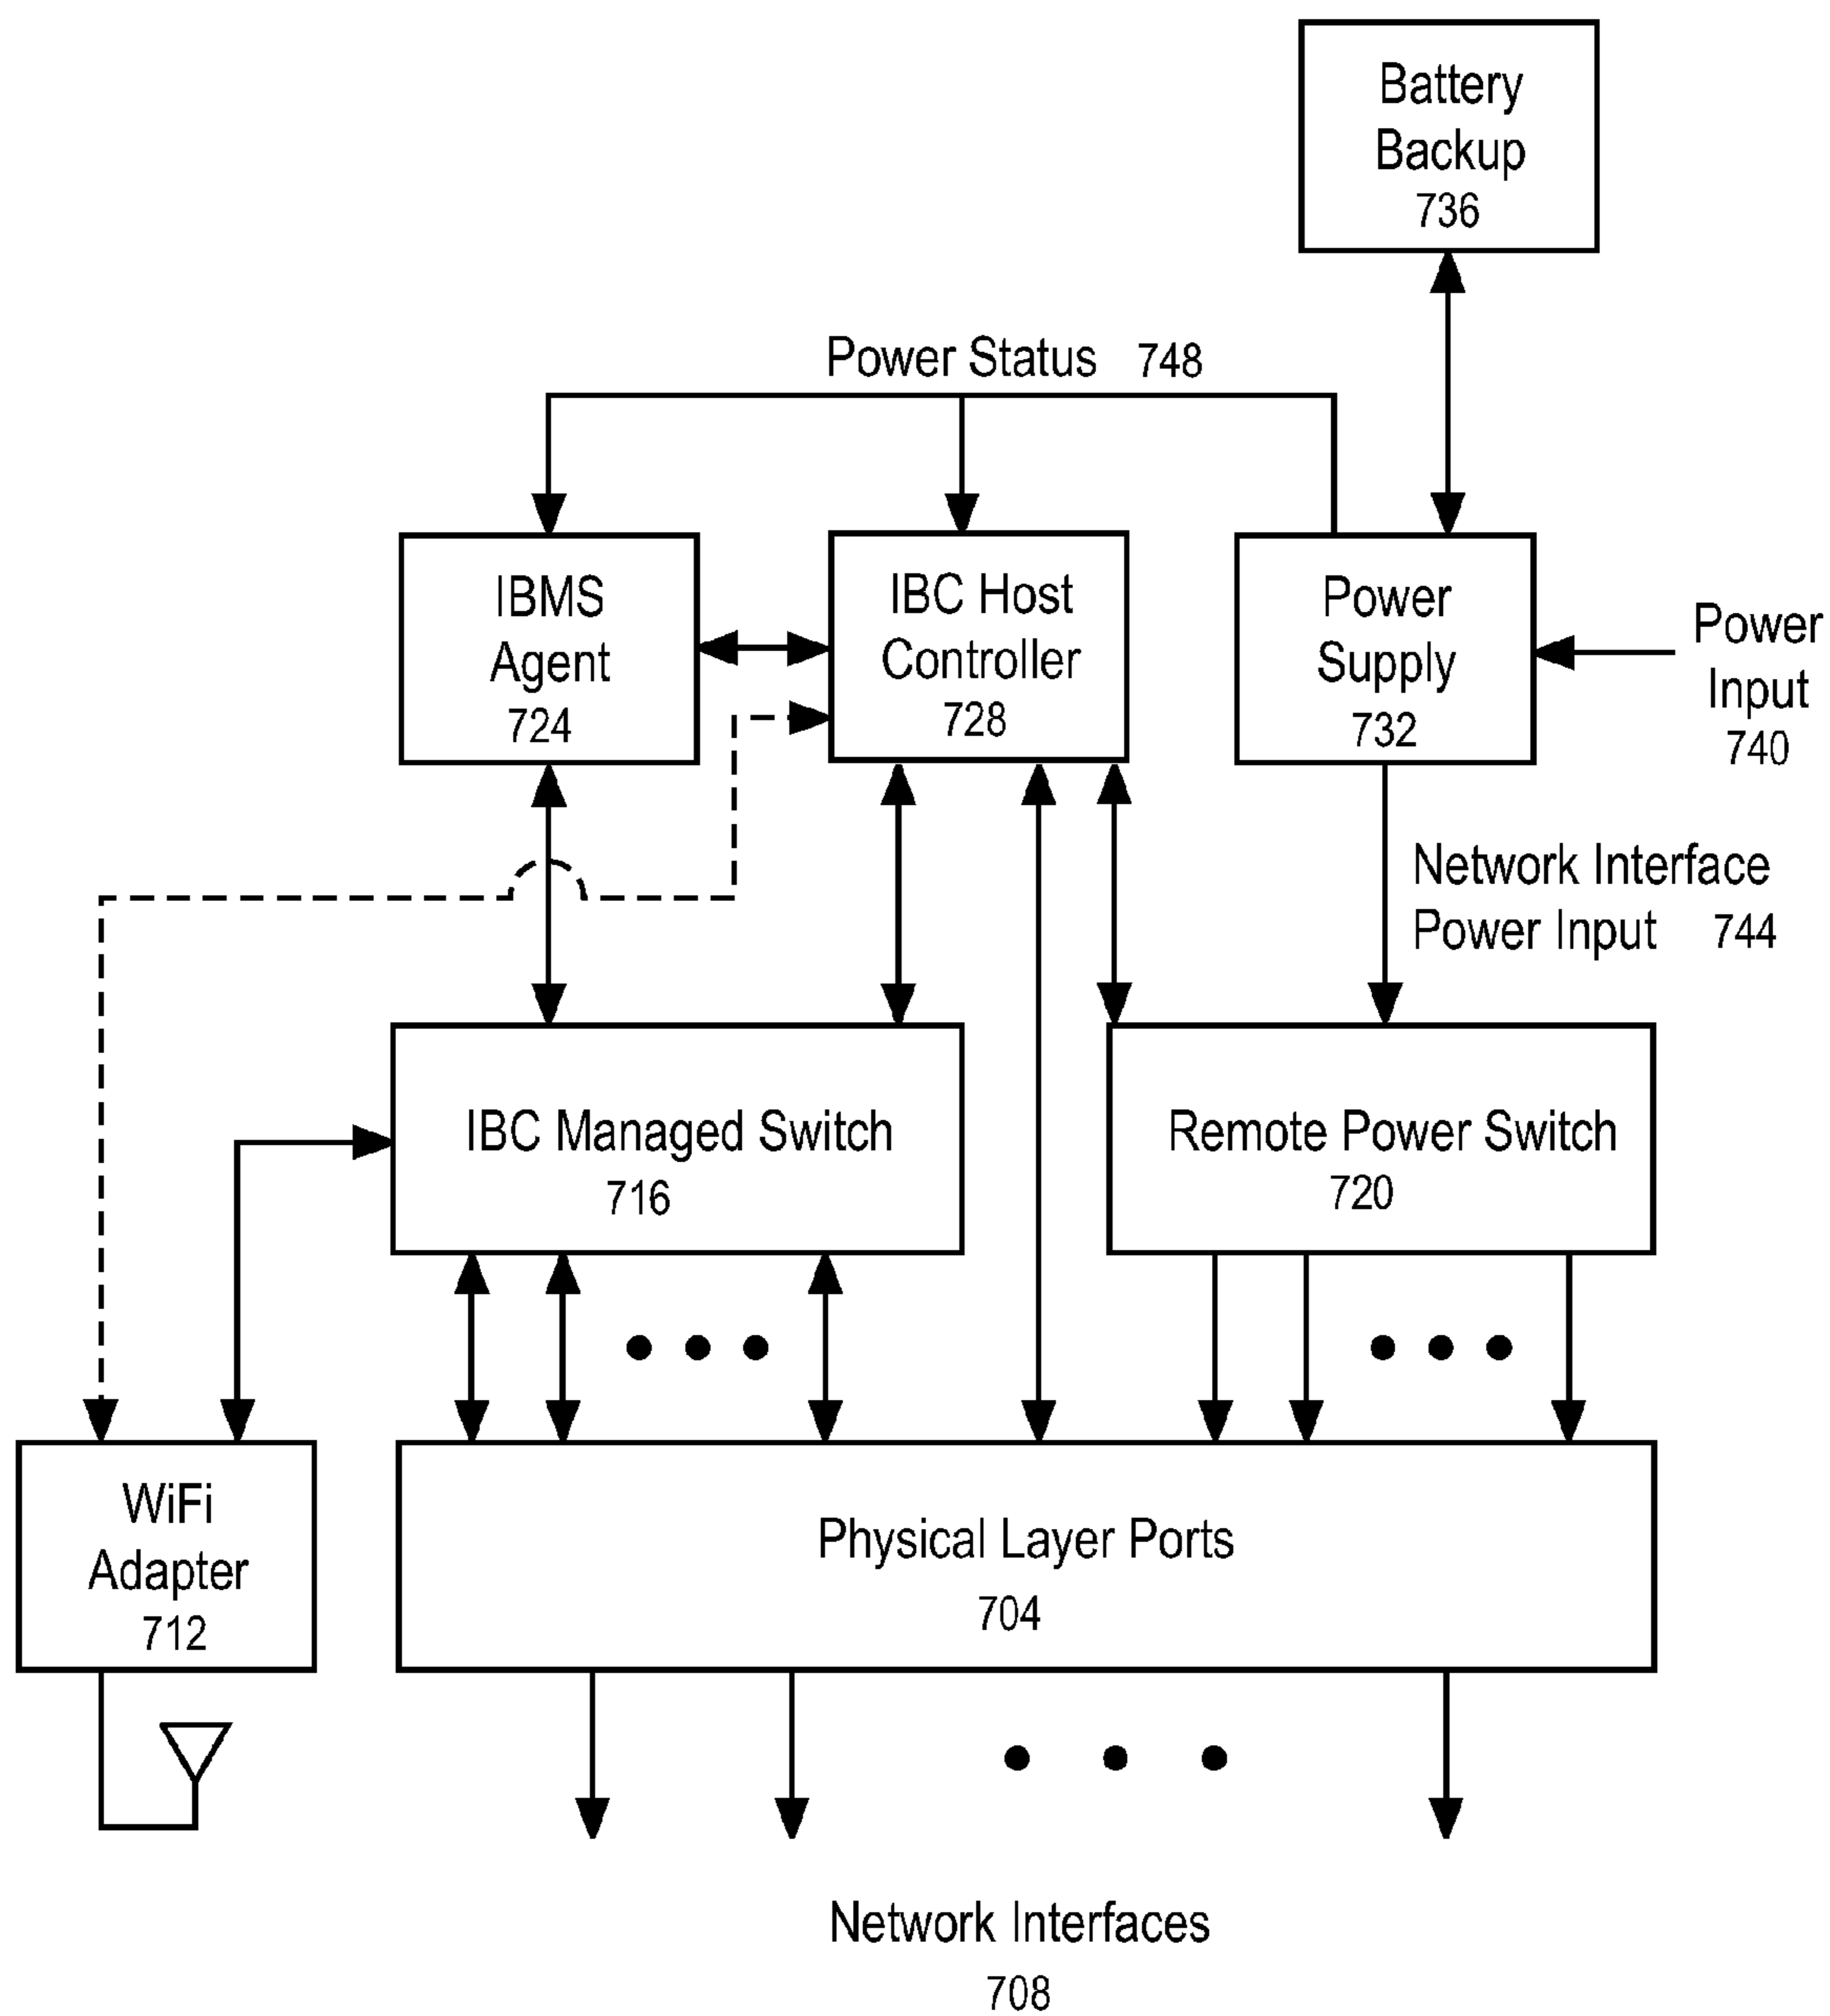 Battery
Backup
736
Power Status 748
IBMS
Agent
724
IBC Host
Controller
728
Power
Supply
732
Power
Input
740
Network Interface
Power Input 744
IBC Managed Switch
716
Remote Power Switch
720
WiFi
Adapter
712
Physical Layer Ports
704
Network Interfaces
708